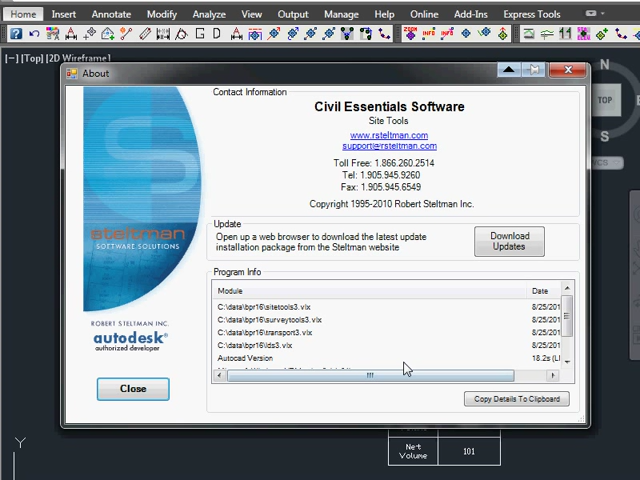 Home Insert Annotate Modify Analyze View Output Manage Help Online Add-Ins Express Tools
[−] [Top] [2D Wireframe]
About
N
TOP
S
Contact Information
Civil Essentials Software
Site Tools
www.rsteltman.com
support@rsteltman.com
Toll Free: 1.866.260.2514
Tel: 1.905.945.9260
Fax: 1.905.945.6549
Copyright 1995-2010 Robert Steltman Inc.
steltman
SOFTWARE SOLUTIONS
Update
Open up a web browser to download the latest update
installation package from the Steltman website
Download
Updates
Program Info
Module Date
C:\data\bpr16\sitetools3.vlx 8/25/201
C:\data\bpr16\surveytools3.vlx 8/25/201
C:\data\bpr16\transport3.vlx 8/25/201
C:\data\bpr16\lds3.vlx 8/25/201
Autocad Version 18.2s (L
ROBERT STELTMAN INC.
autodesk®
authorized developer
Close
Copy Details To Clipboard
Y
Net
Volume
101